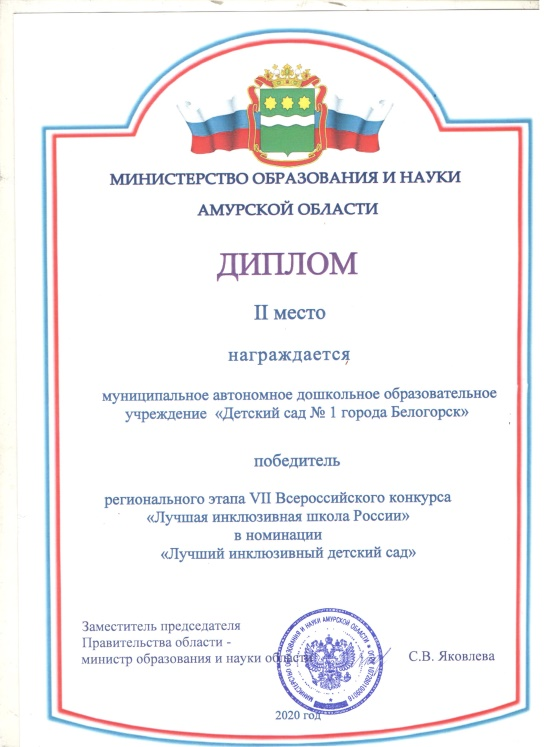 МИНИСТЕРСТВО ОБРАЗОВАНИЯ И НАУКИ
АМУРСКОЙ ОБЛАСТИ
ДИПЛОМ
II место
награждается
муниципальное автономное дошкольное образовательное
учреждение «Детский сад № 1 города Белогорск»
победитель
регионального этапа VII Всероссийского конкурса
«Лучшая инклюзивная школа России»
в номинации
«Лучший инклюзивный детский сад»
Заместитель председателя
Правительства области -
министр образования и науки области
С.В. Яковлева
МИНИСТЕРСТВО ОБРАЗОВАНИЯ И НАУКИ АМУРСКОЙ ОБЛАСТИ
2020 год